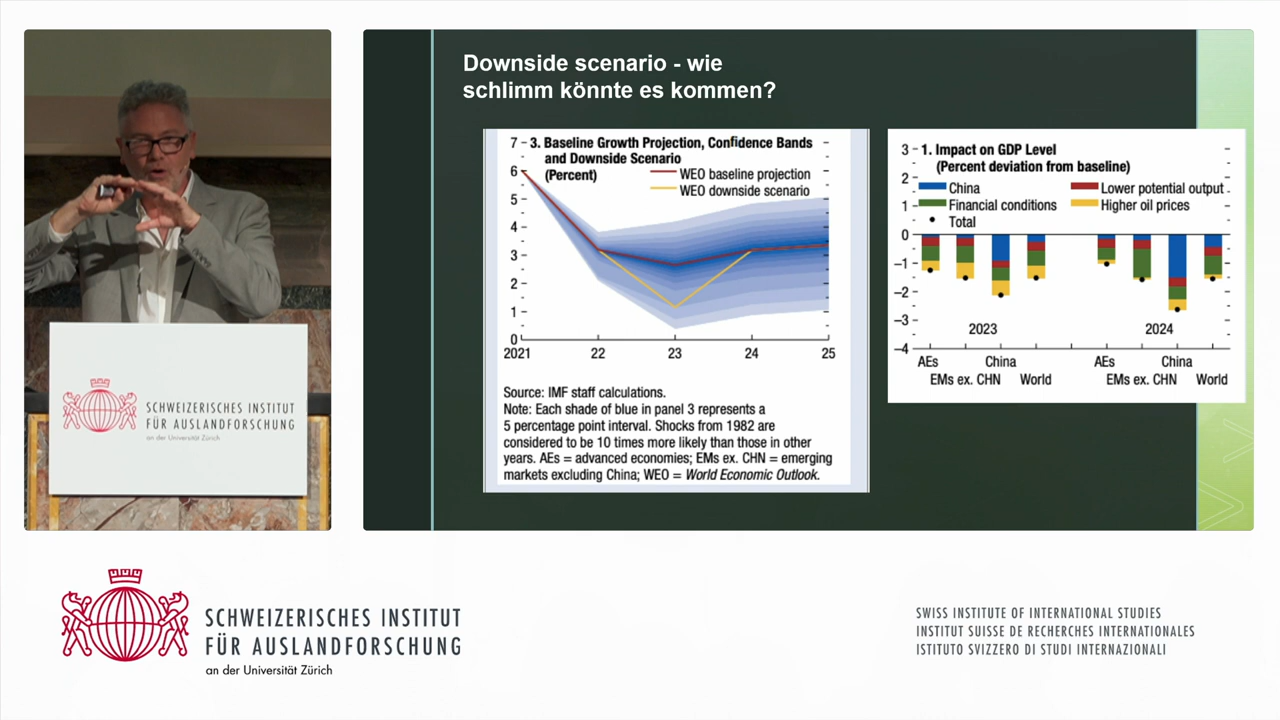 SCHWEIZERISCHES INSTITUT
FÜR AUSLANDFORSCHUNG
an der Universität Zürich
Downside scenario - wie
schlimm könnte es kommen?
3. Baseline Growth Projection, Confidence Bands
and Downside Scenario
(Percent)
WEO baseline projection
WEO downside scenario
7
6
5
4
3
2
1
0
2021 22 23 24 25
Source: IMF staff calculations.
Note: Each shade of blue in panel 3 represents a
5 percentage point interval. Shocks from 1982 are
considered to be 10 times more likely than those in other
years. AEs = advanced economies; EMs ex. CHN = emerging
markets excluding China; WEO = World Economic Outlook.
1. Impact on GDP Level
(Percent deviation from baseline)
China Lower potential output
Financial conditions Higher oil prices
Total
3
2
1
0
–1
–2
–3
–4
2023 2024
AEs China AEs China
EMs ex. CHN World EMs ex. CHN World
SCHWEIZERISCHES INSTITUT
FÜR AUSLANDFORSCHUNG
an der Universität Zürich
SWISS INSTITUTE OF INTERNATIONAL STUDIES
INSTITUT SUISSE DE RECHERCHES INTERNATIONALES
ISTITUTO SVIZZERO DI STUDI INTERNAZIONALI